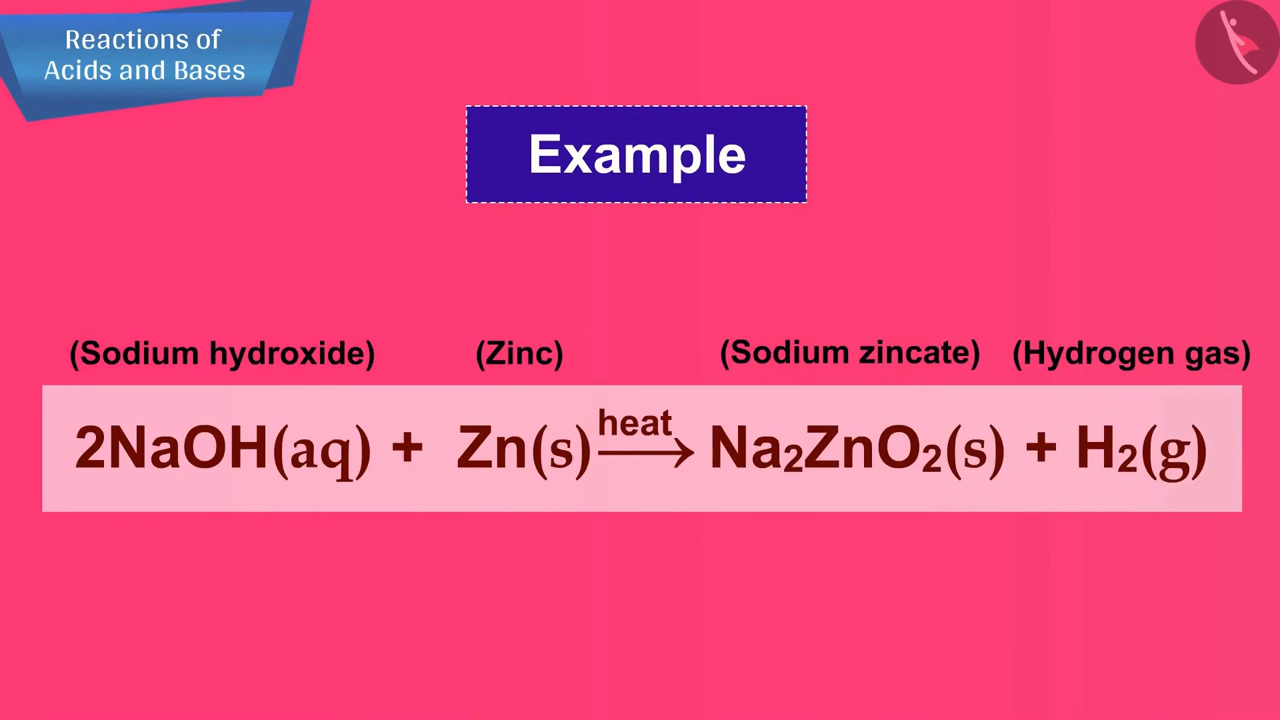 Reactions of
Acids and Bases
Example
(Sodium hydroxide) (Zinc) (Sodium zincate) (Hydrogen gas)
2NaOH(aq) + Zn(s) heat⟶ Na₂ZnO₂(s) + H₂(g)